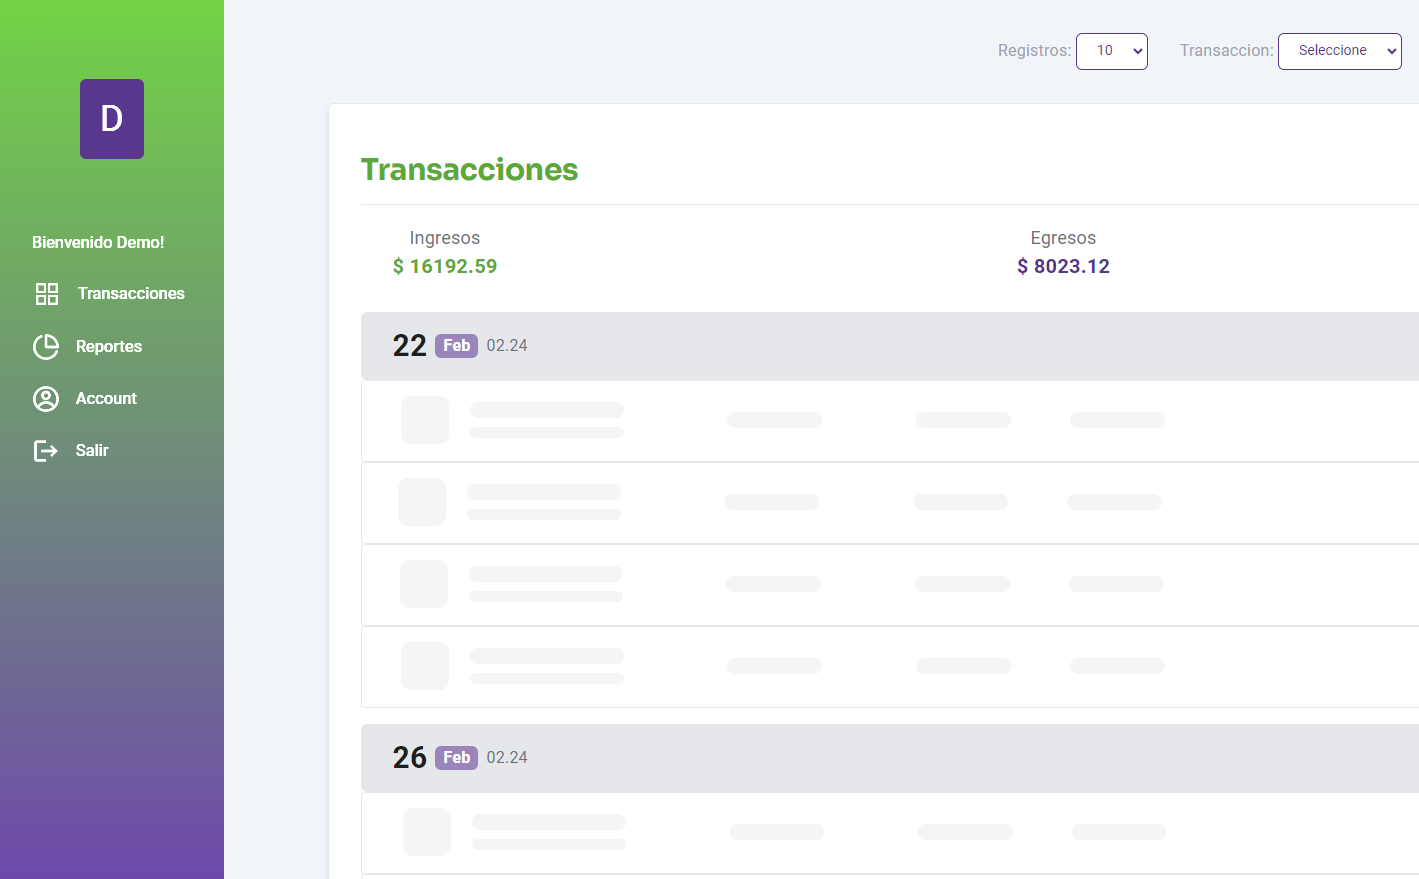 D
Bienvenido Demo!
Transacciones
Reportes
Account
Salir
Registros: 10 Transaccion: Seleccione
Transacciones
Ingresos
$ 16192.59
Egresos
$ 8023.12
22 Feb 02.24
26 Feb 02.24